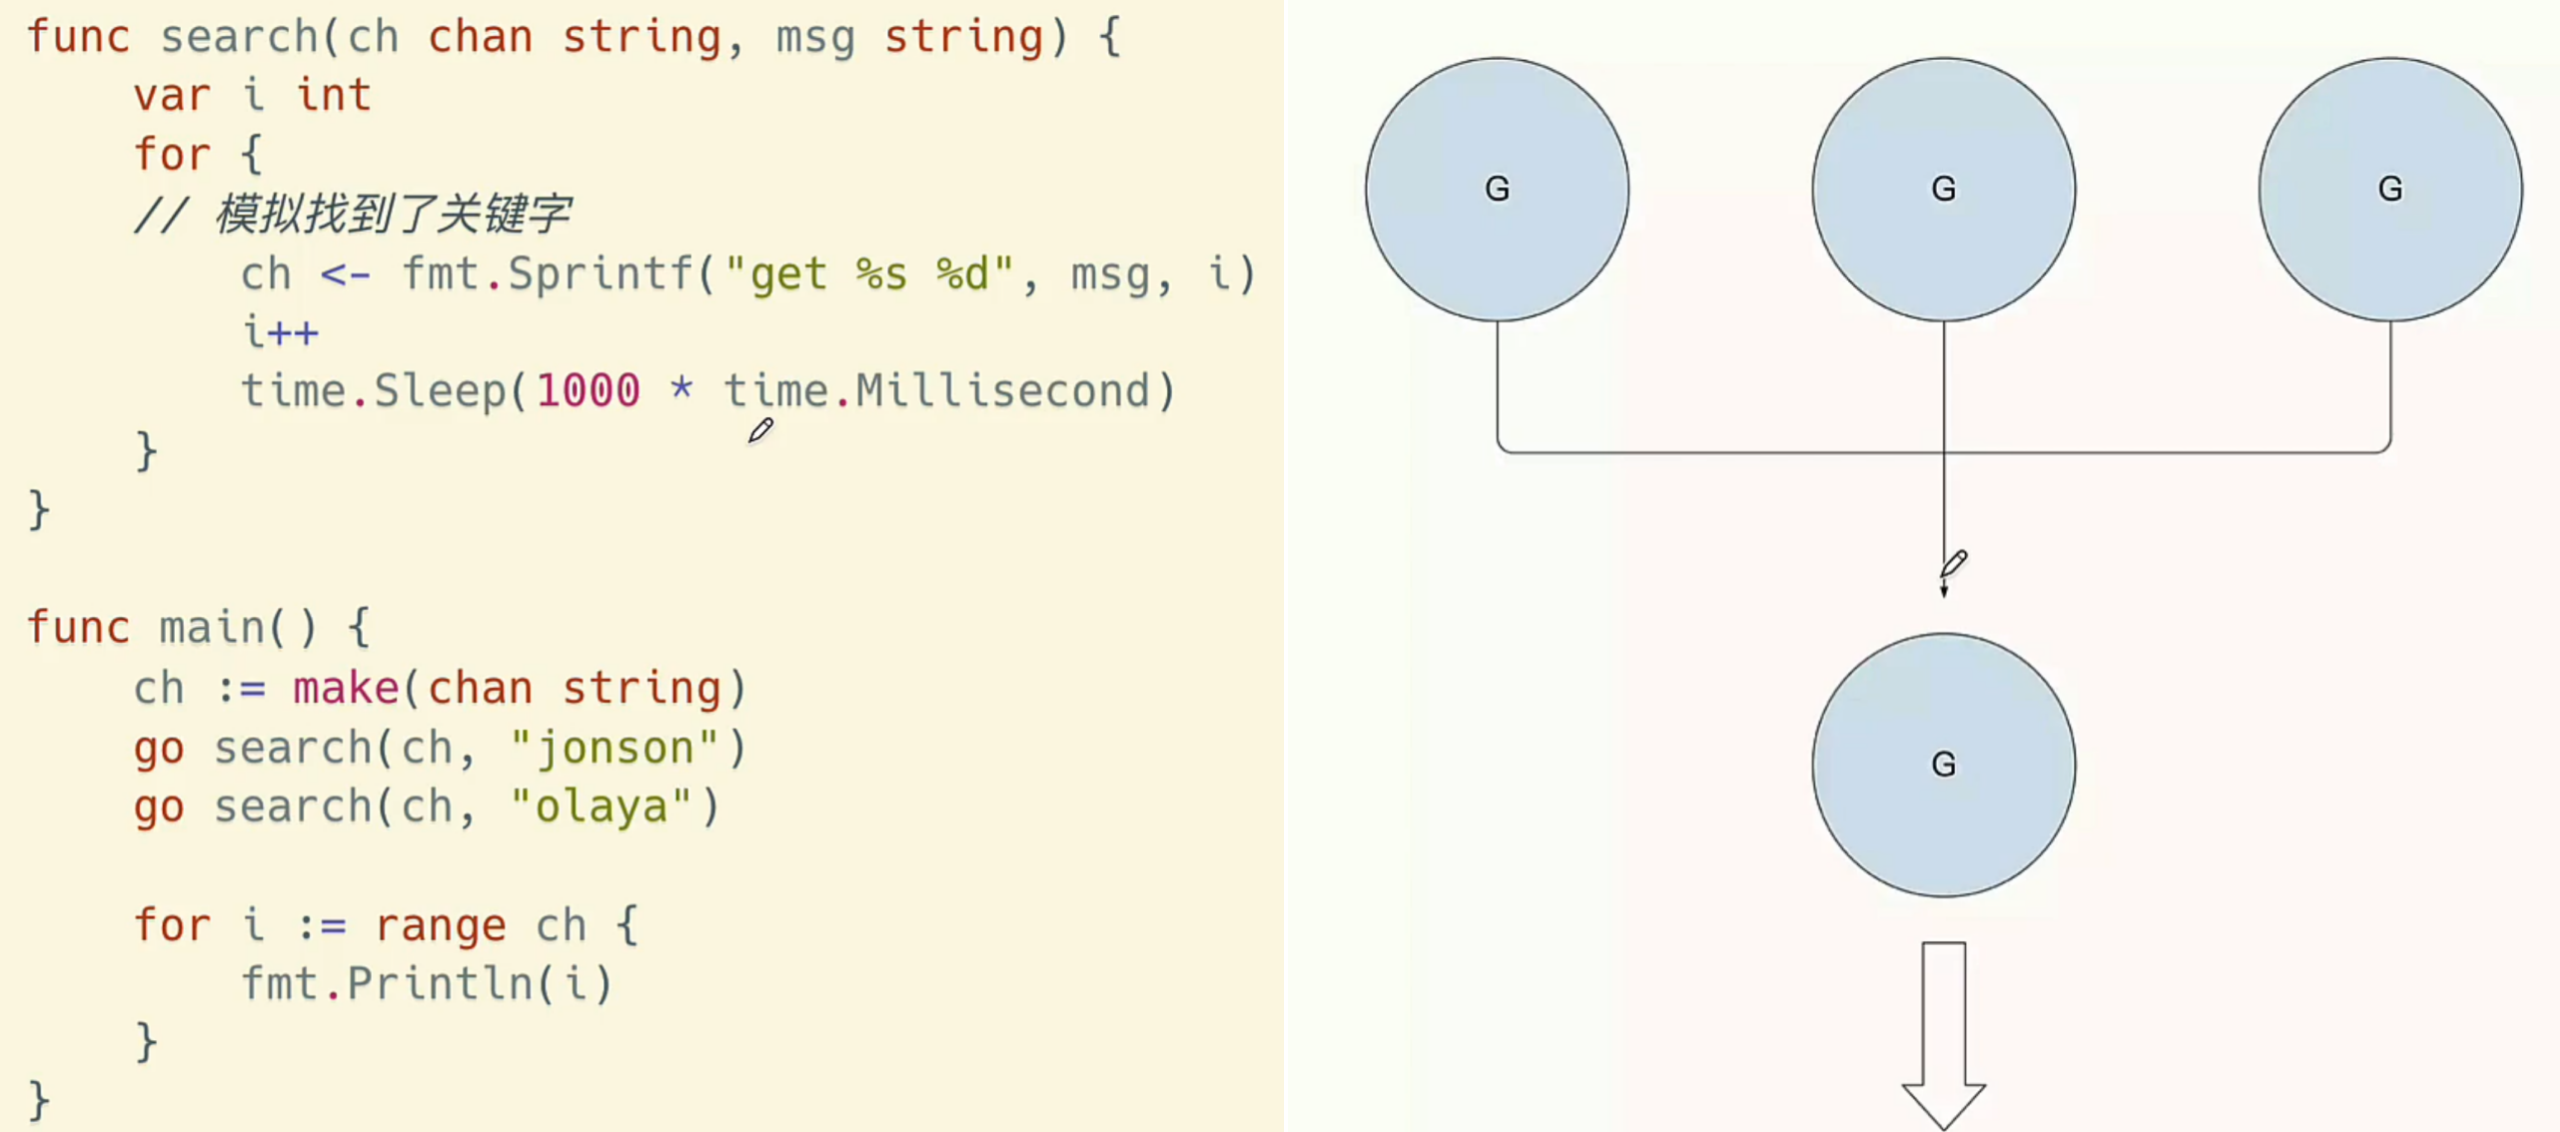 func search(ch chan string, msg string) {
    var i int
    for {
    // 模拟找到了关键字
        ch <- fmt.Sprintf("get %s %d", msg, i)
        i++
        time.Sleep(1000 * time.Millisecond)
    }
}

func main() {
    ch := make(chan string)
    go search(ch, "jonson")
    go search(ch, "olaya")

    for i := range ch {
        fmt.Println(i)
    }
}
G
G
G
G